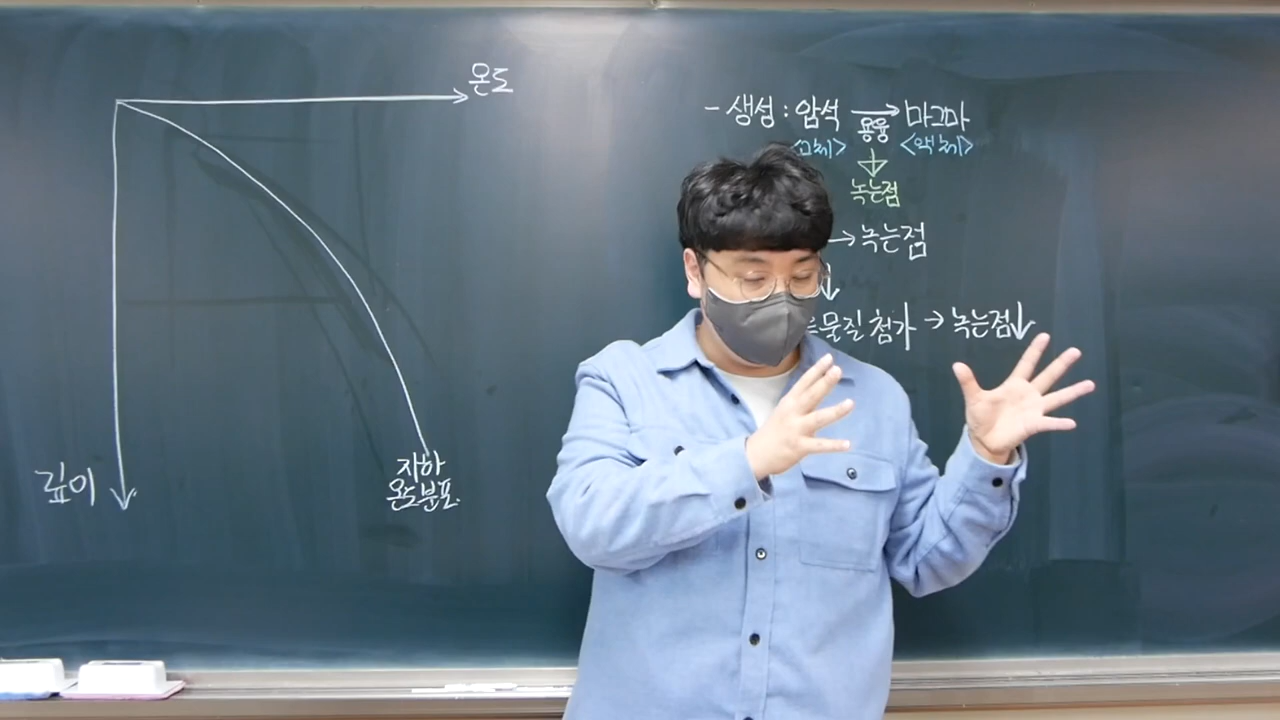 온도
깊이
지하
온도분포.
- 생성 : 암석 → 마그마
용융
<고체> <액체>
↓
녹는점
→ 녹는점
↓
물질 첨가 → 녹는점↓